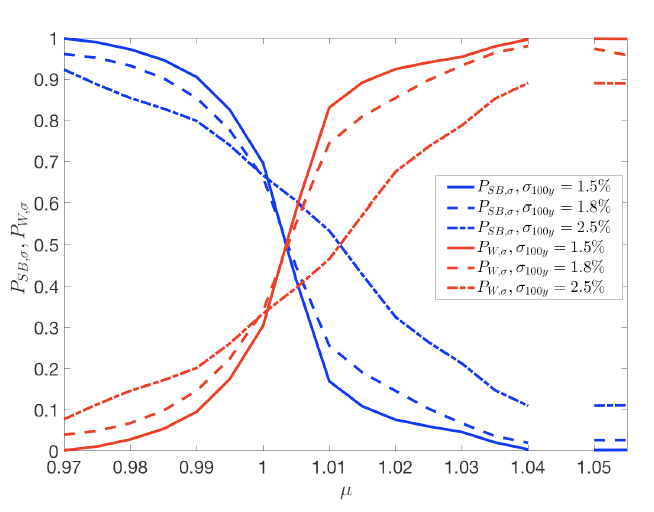 1
0.9
0.8
0.7
0.6
0.5
0.4
0.3
0.2
0.1
0
P_{SB,σ}, P_{W,σ}
P_{SB,σ}, σ_{100y} = 1.5%
P_{SB,σ}, σ_{100y} = 1.8%
P_{SB,σ}, σ_{100y} = 2.5%
P_{W,σ}, σ_{100y} = 1.5%
P_{W,σ}, σ_{100y} = 1.8%
P_{W,σ}, σ_{100y} = 2.5%
0.97 0.98 0.99 1 1.01 1.02 1.03 1.04 1.05
μ